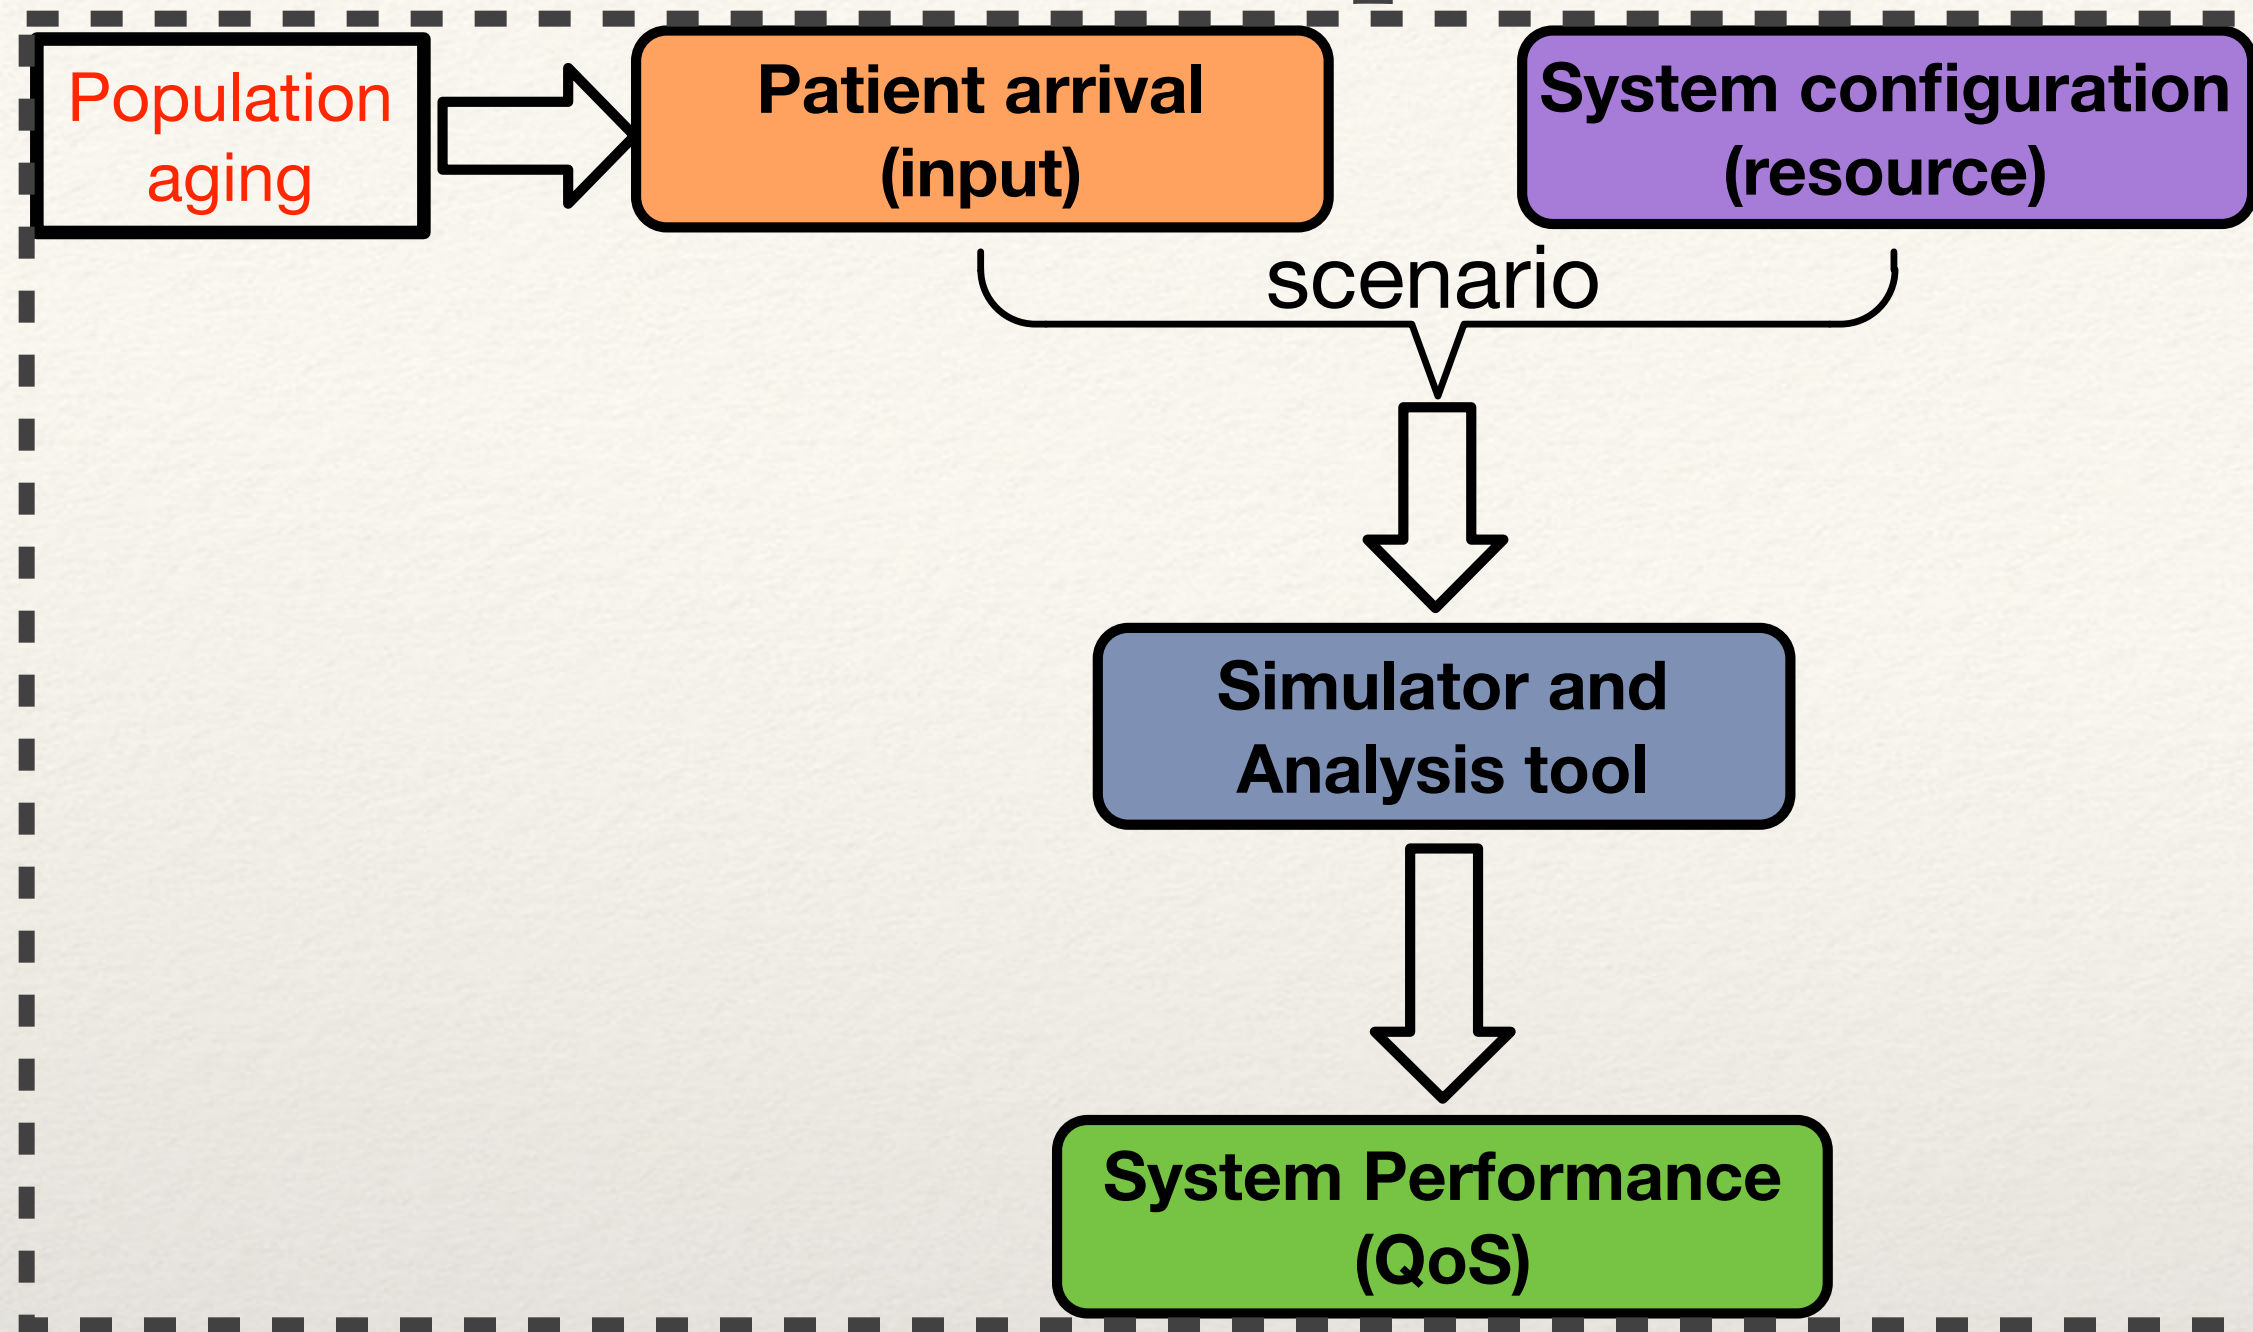 Population
aging
Patient arrival
(input)
System configuration
(resource)
scenario
Simulator and
Analysis tool
System Performance
(QoS)